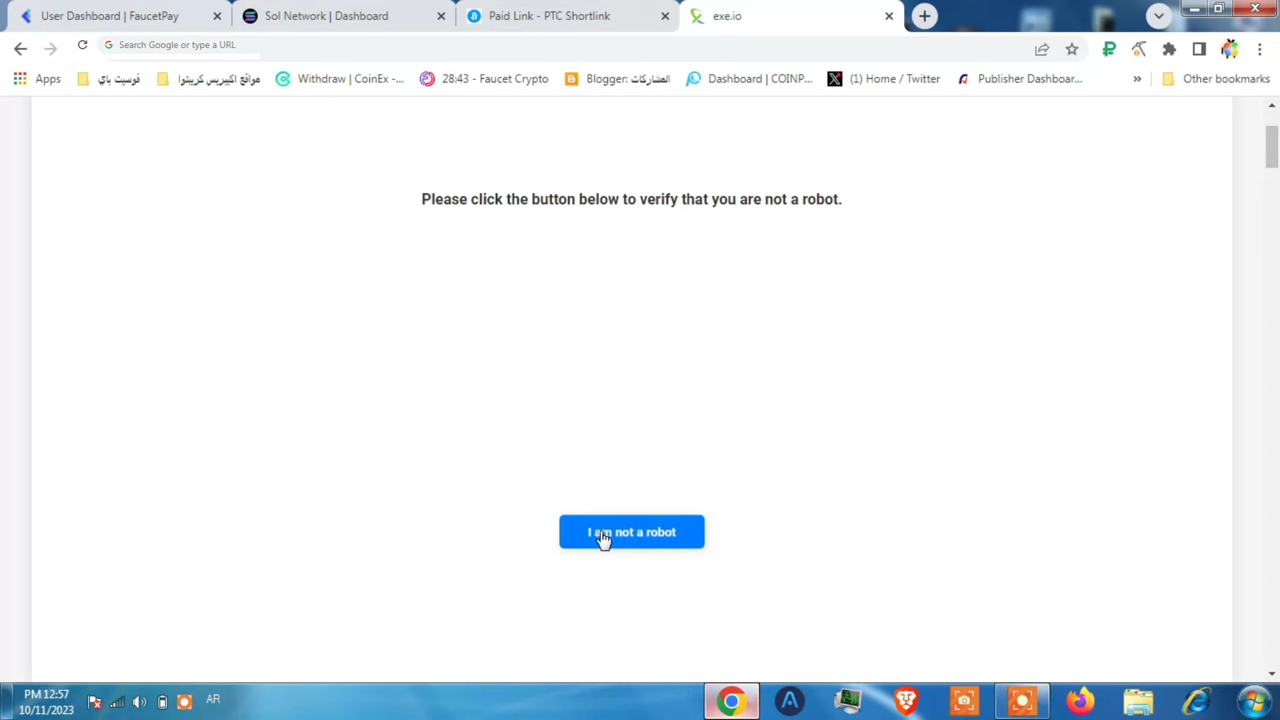 User Dashboard | FaucetPay
Sol Network | Dashboard
Paid Link - PTC Shortlink
exe.io
Search Google or type a URL
Apps
فوسيت باي
مواقع اكسبريس كريبتوا
Withdraw | CoinEx -...
28:43 - Faucet Crypto
Blogger: المشاركات
Dashboard | COINP...
(1) Home / Twitter
Publisher Dashboar...
»
Other bookmarks
Please click the button below to verify that you are not a robot.
I am not a robot
PM 12:57
10/11/2023
AR